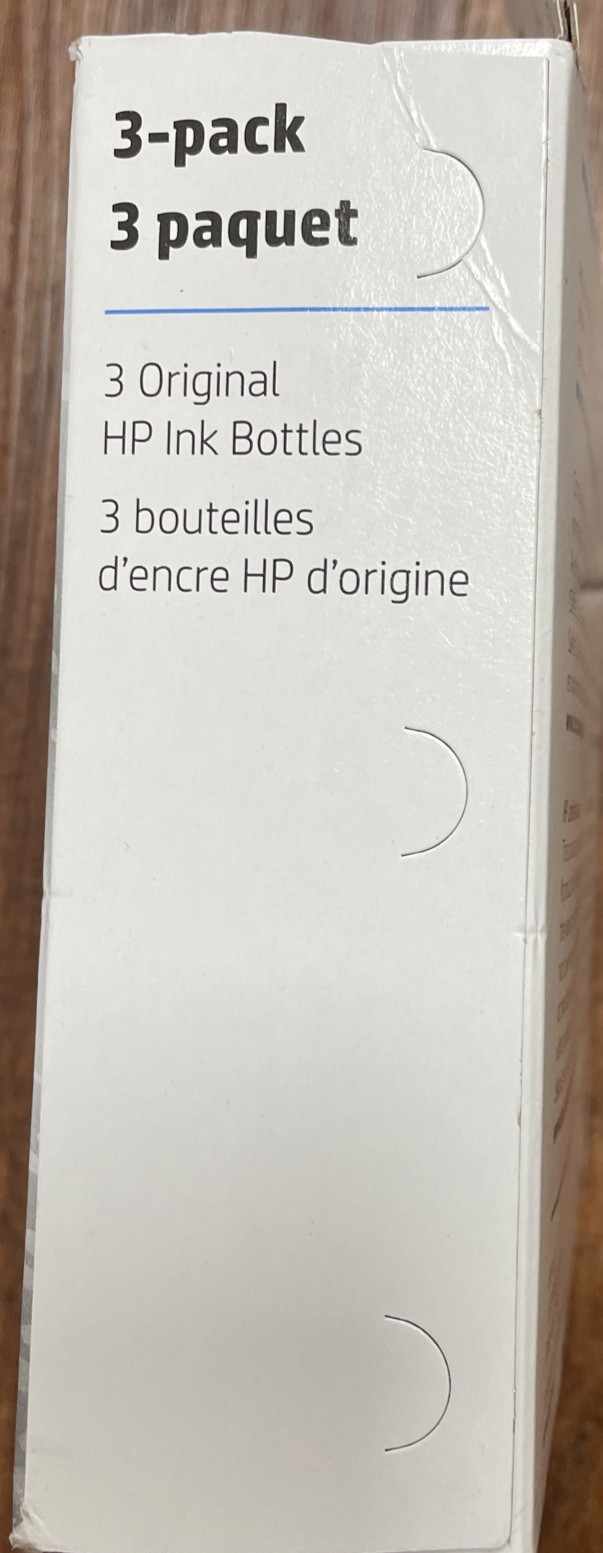 3-pack
3 paquet
3 Original
HP Ink Bottles
3 bouteilles
d'encre HP d'origine